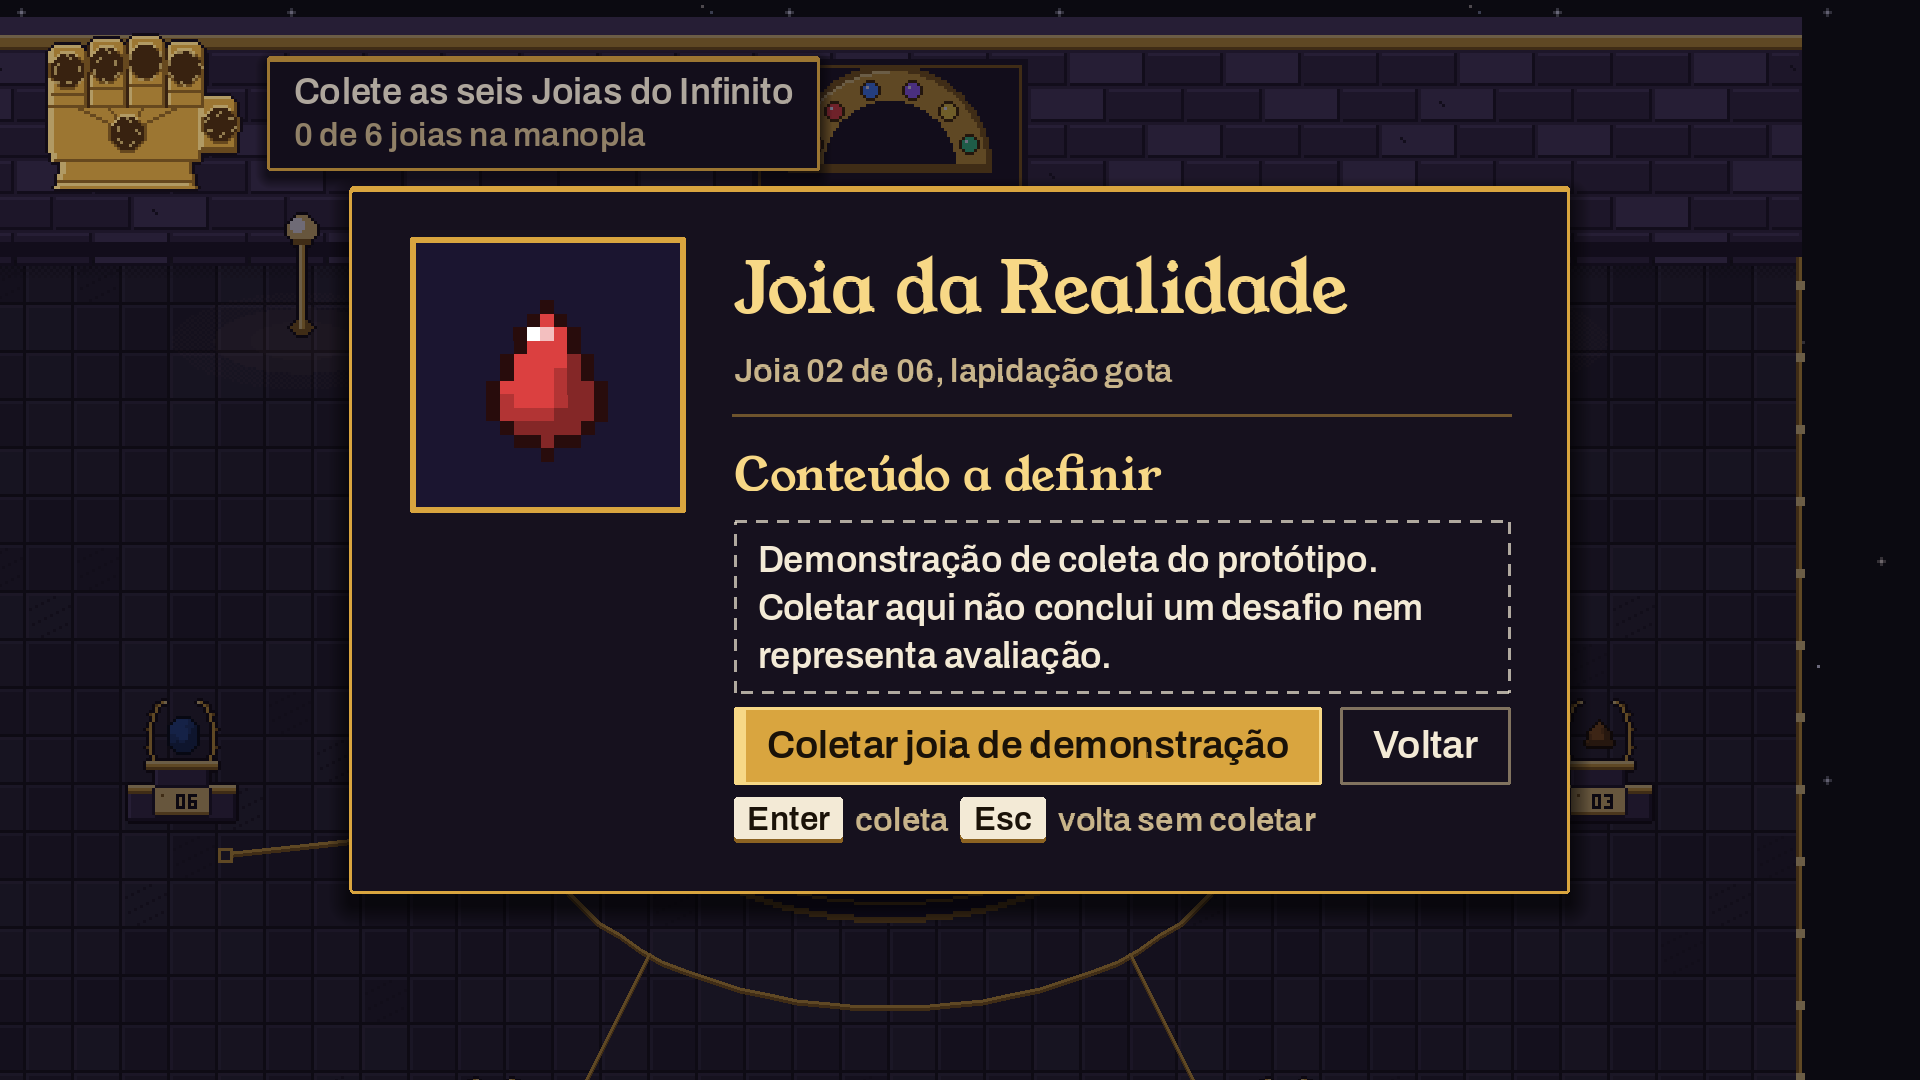 Colete as seis Joias do Infinito
0 de 6 joias na manopla
Joia da Realidade
Joia 02 de 06, lapidação gota
Conteúdo a definir
Demonstração de coleta do protótipo.
Coletar aqui não conclui um desafio nem
representa avaliação.
Coletar joia de demonstração
Voltar
Enter coleta Esc volta sem coletar
06
03